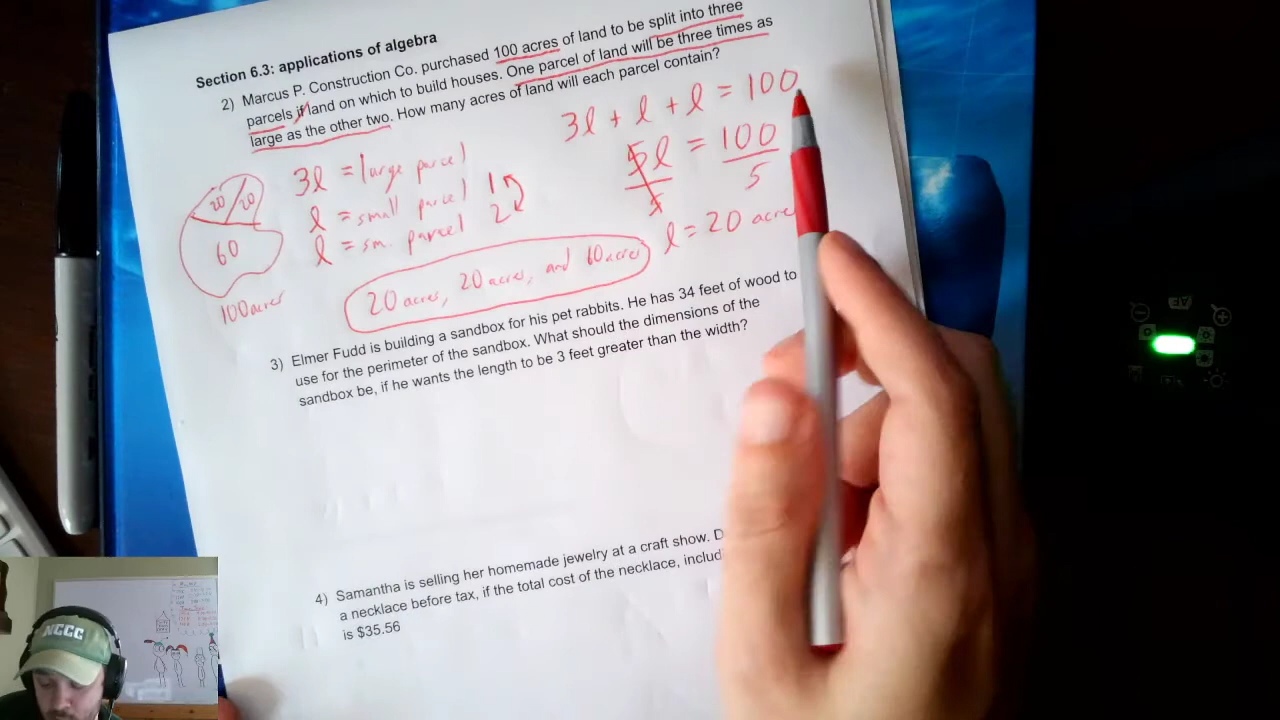 Section 6.3: applications of algebra
2) Marcus P. Construction Co. purchased 100 acres of land to be split into three
parcels if land on which to build houses. One parcel of land will be three times as
large as the other two. How many acres of land will each parcel contain?
3l + l + l = 100
5l = 100
5 5
l = 20 acre
3l = large parcel
l = small parcel 1
l = sm. parcel 2
20 20
60
100 acres
20 acres, 20 acres, and 60 acres
3) Elmer Fudd is building a sandbox for his pet rabbits. He has 34 feet of wood to
use for the perimeter of the sandbox. What should the dimensions of the
sandbox be, if he wants the length to be 3 feet greater than the width?
4) Samantha is selling her homemade jewelry at a craft show. D
a necklace before tax, if the total cost of the necklace, includi
is $35.56
NGCC
AF